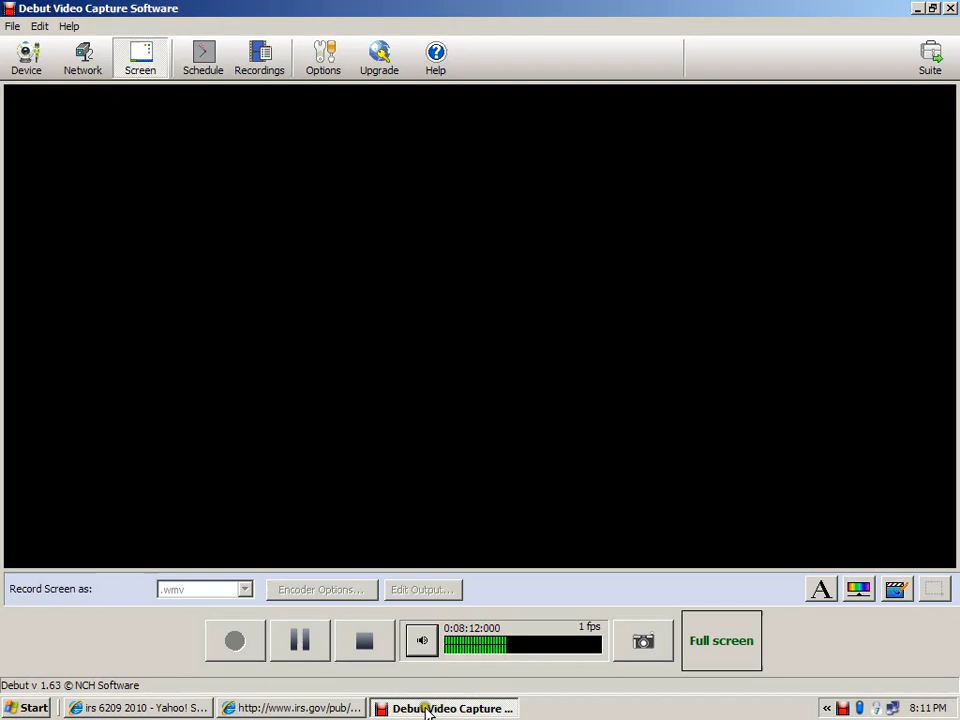 Debut Video Capture Software
File Edit Help
Device Network Screen Schedule Recordings Options Upgrade Help Suite
Record Screen as: .wmv Encoder Options... Edit Output... A
0:08:12:000 1 fps
Full screen
Debut v 1.63 © NCH Software
Start irs 6209 2010 - Yahoo! S... http://www.irs.gov/pub/... Debut Video Capture ... « 8:11 PM